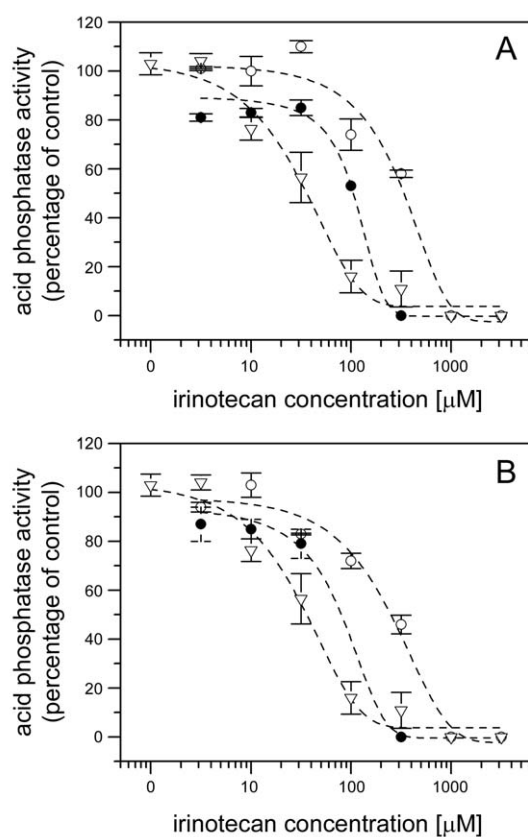 A
acid phosphatase activity
(percentage of control)
120
100
80
60
40
20
0
0 10 100 1000
irinotecan concentration [μM]
B
acid phosphatase activity
(percentage of control)
120
100
80
60
40
20
0
0 10 100 1000
irinotecan concentration [μM]